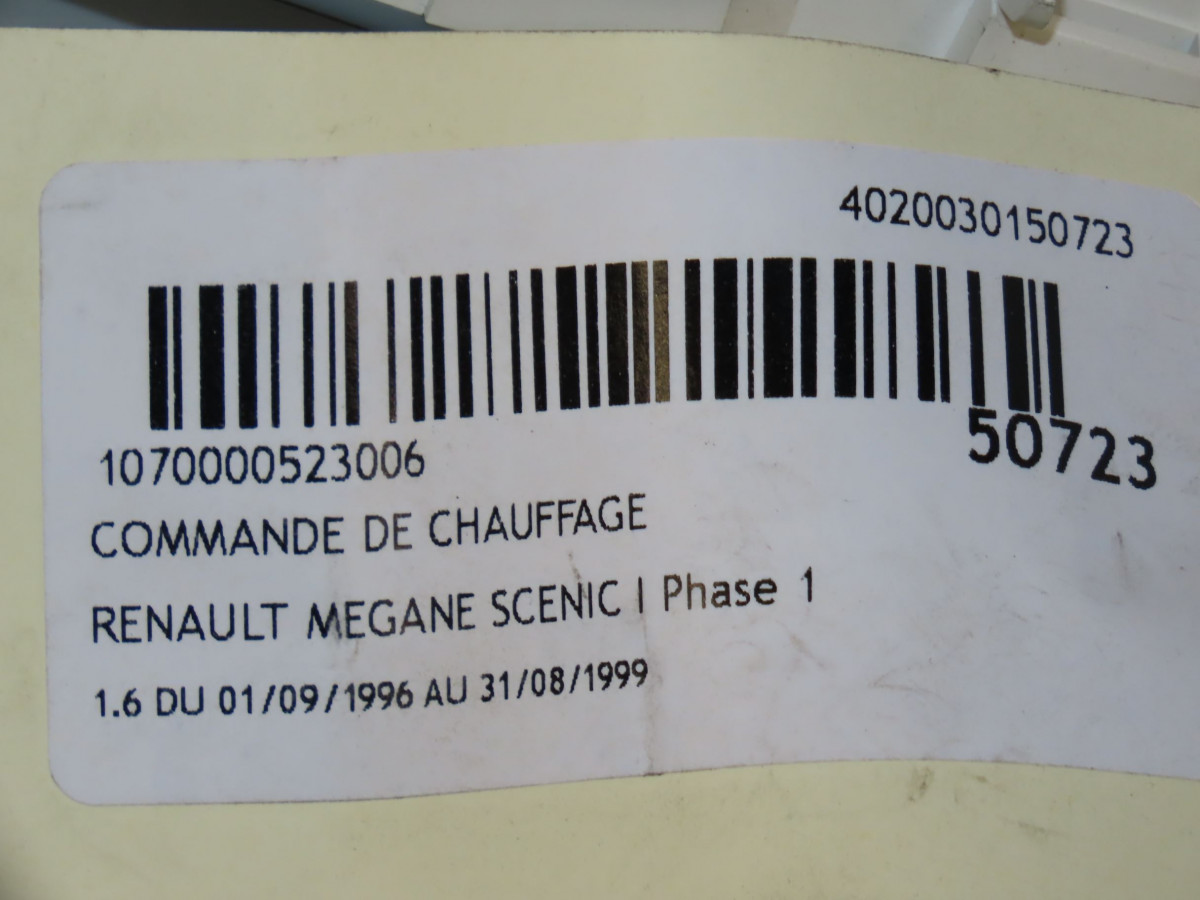 4020030150723
50723
1070000523006
COMMANDE DE CHAUFFAGE
RENAULT MEGANE SCENIC I Phase 1
1.6 DU 01/09/1996 AU 31/08/1999